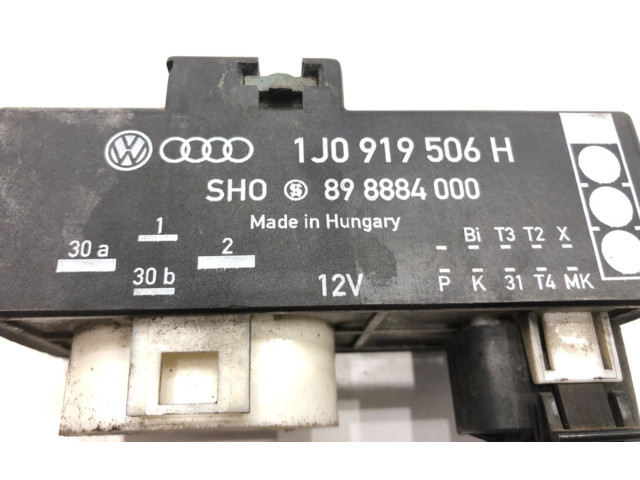 1J0 919 506 H
SHO 89 8884 000
Made in Hungary
1
30 a 2
30 b
12V
- Bi T3 T2 X
P K 31 T4 MK